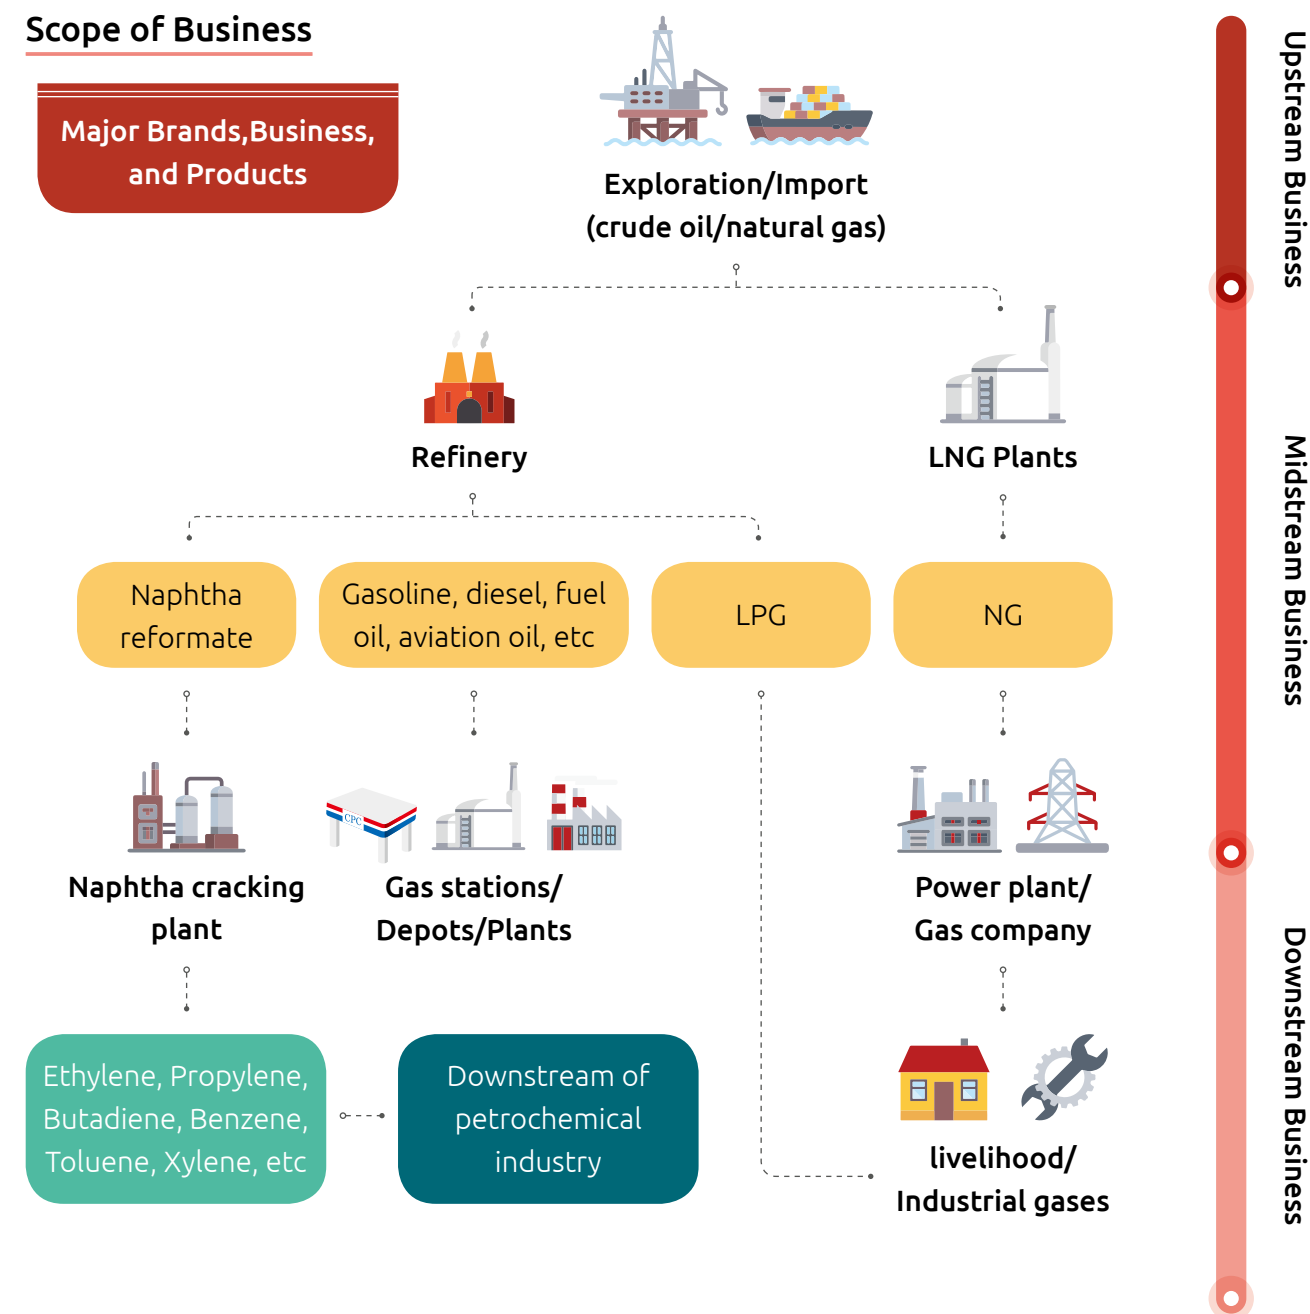 Scope of Business
Major Brands,Business,
and Products
Exploration/Import
(crude oil/natural gas)
Upstream Business
Refinery
LNG Plants
Midstream Business
Naphtha
reformate
Gasoline, diesel, fuel
oil, aviation oil, etc
LPG
NG
CPC
Naphtha cracking
plant
Gas stations/
Depots/Plants
Power plant/
Gas company
Downstream Business
Ethylene, Propylene,
Butadiene, Benzene,
Toluene, Xylene, etc
Downstream of
petrochemical
industry
livelihood/
Industrial gases